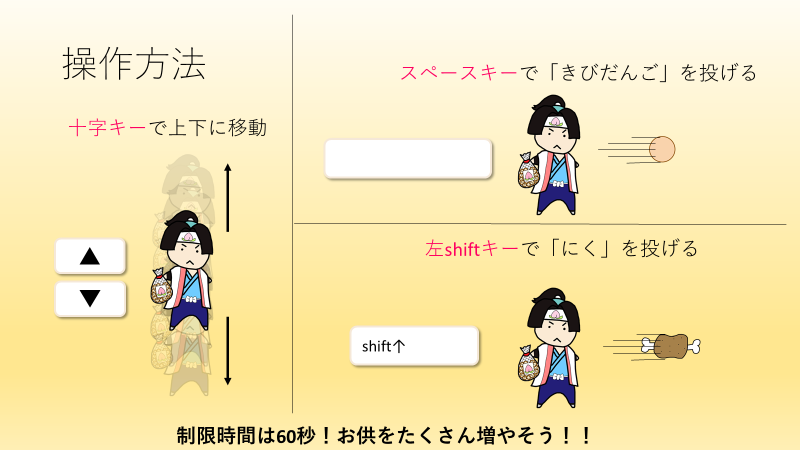 操作方法
十字キーで上下に移動
▲
▼
スペースキーで「きびだんご」を投げる
左shiftキーで「にく」を投げる
shift↑
制限時間は60秒！お供をたくさん増やそう！！